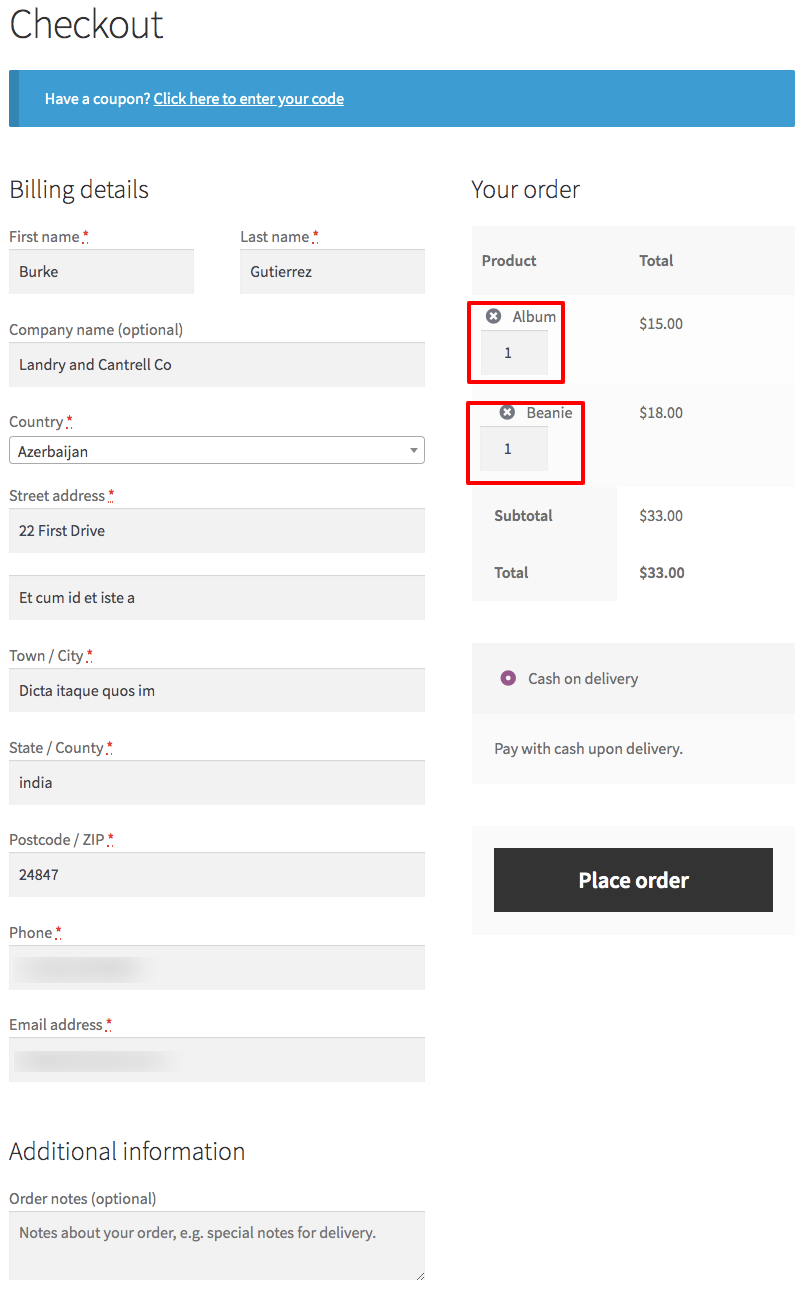 Checkout
Have a coupon? Click here to enter your code
Billing details
First name *
Last name *
Burke
Gutierrez
Company name (optional)
Landry and Cantrell Co
Country *
Azerbaijan
Street address *
22 First Drive
Et cum id et iste a
Town / City *
Dicta itaque quos im
State / County *
india
Postcode / ZIP *
24847
Phone *
Email address *
Additional information
Order notes (optional)
Notes about your order, e.g. special notes for delivery.
Your order
Product Total
Album $15.00
1
Beanie $18.00
1
Subtotal $33.00
Total $33.00
Cash on delivery
Pay with cash upon delivery.
Place order